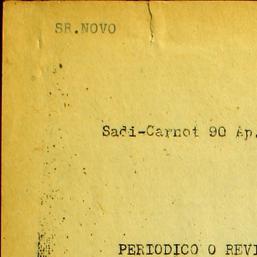 SR.NOVO
Sadi-Carnot 90 Ap.
PERIODICO O REVI